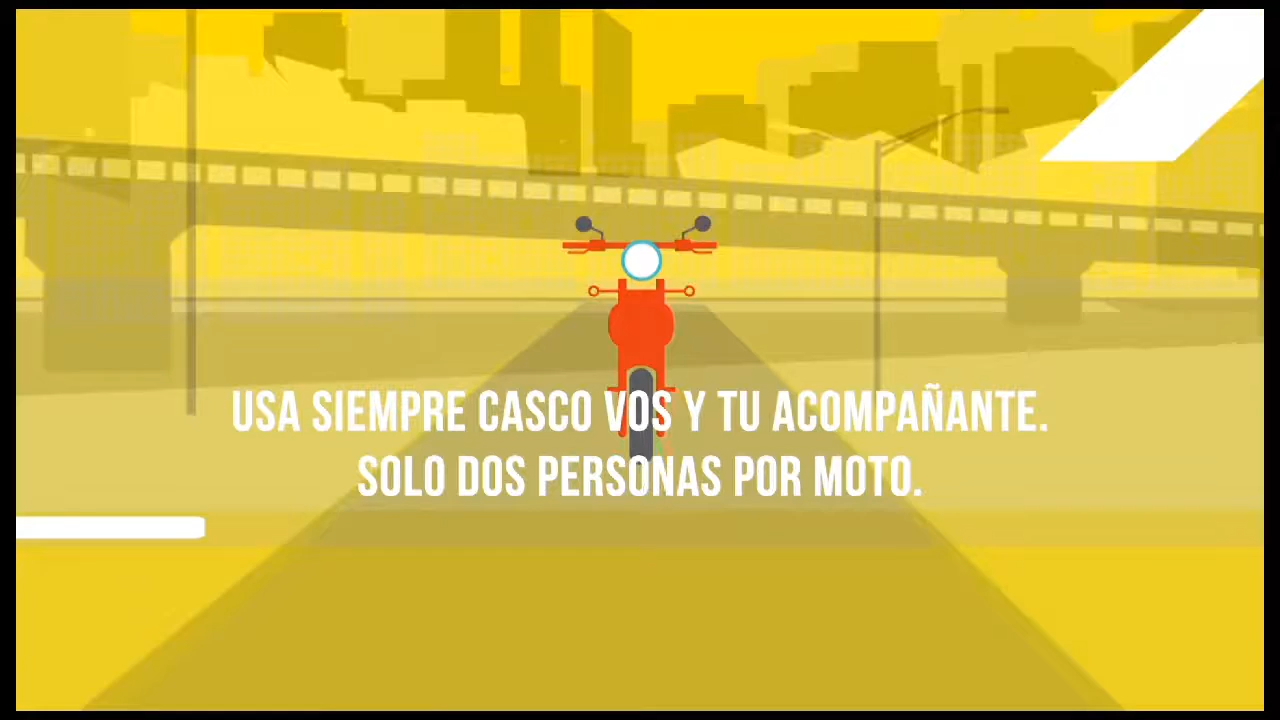 USA SIEMPRE CASCO VOS Y TU ACOMPAÑANTE.
SOLO DOS PERSONAS POR MOTO.